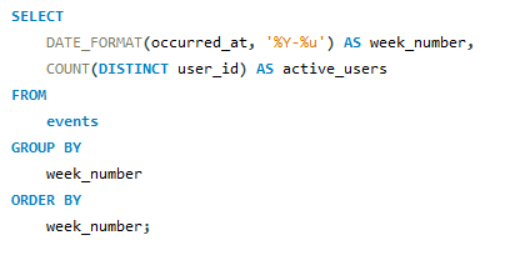 SELECT
    DATE_FORMAT(occurred_at, '%Y-%u') AS week_number,
    COUNT(DISTINCT user_id) AS active_users
FROM
    events
GROUP BY
    week_number
ORDER BY
    week_number;